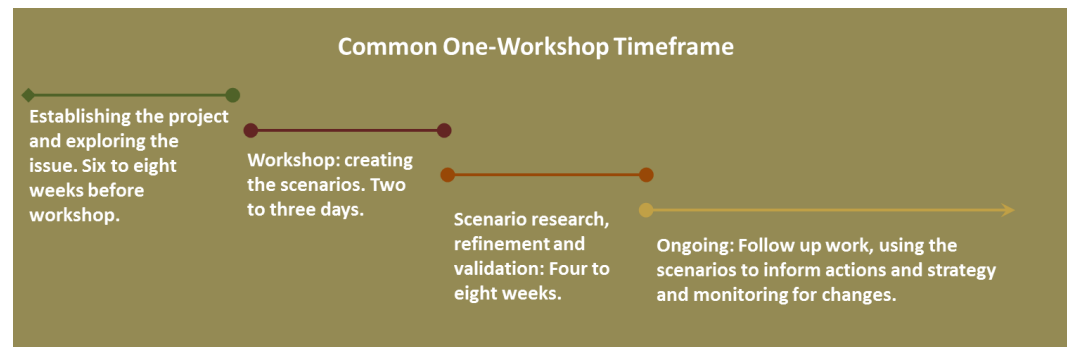 Common One-Workshop Timeframe
Establishing the project
and exploring the
issue. Six to eight
weeks before
workshop.
Workshop: creating
the scenarios. Two
to three days.
Scenario research,
refinement and
validation: Four to
eight weeks.
Ongoing: Follow up work, using the
scenarios to inform actions and strategy
and monitoring for changes.